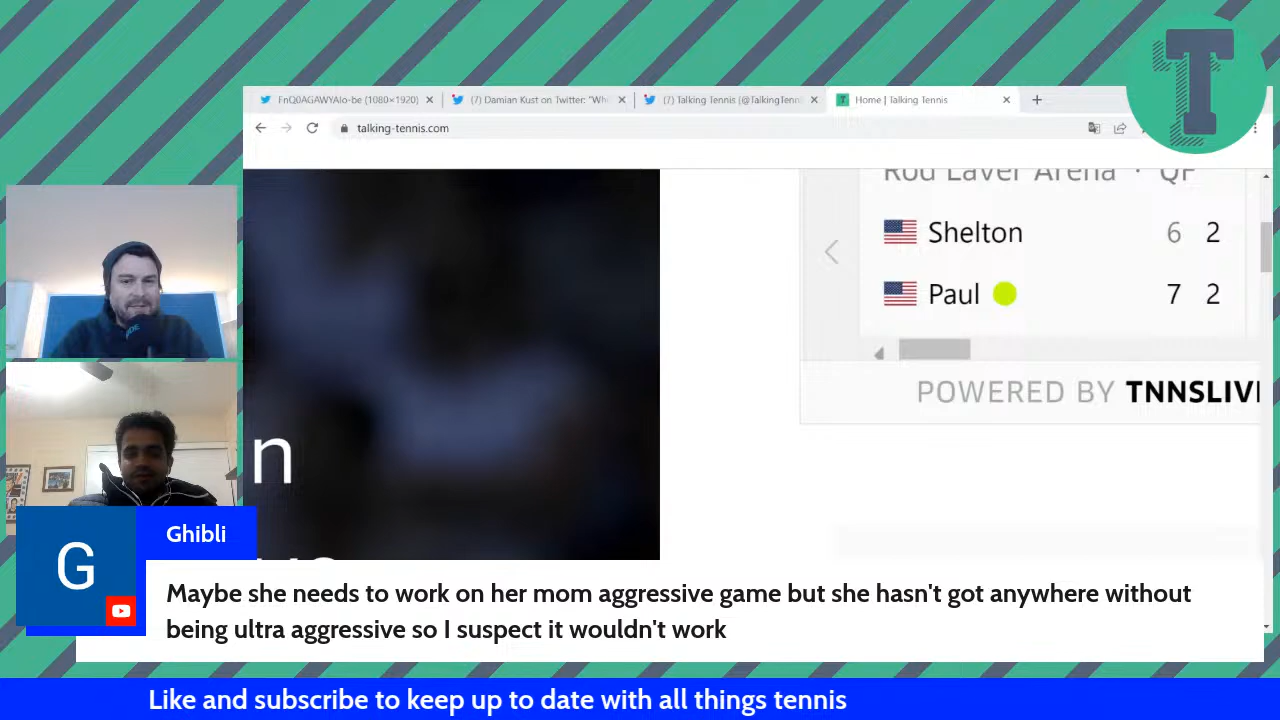 FnQ0AGAWYAIo-be (1080×1920)
(7) Damian Kust on Twitter: "Whe
(7) Talking Tennis (@TalkingTenni
Home | Talking Tennis
talking-tennis.com
T
Rod Laver Arena · QF
Shelton 6 2
Paul 7 2
POWERED BY TNNSLIV
n
G
Ghibli
Maybe she needs to work on her mom aggressive game but she hasn't got anywhere without
being ultra aggressive so I suspect it wouldn't work
Like and subscribe to keep up to date with all things tennis